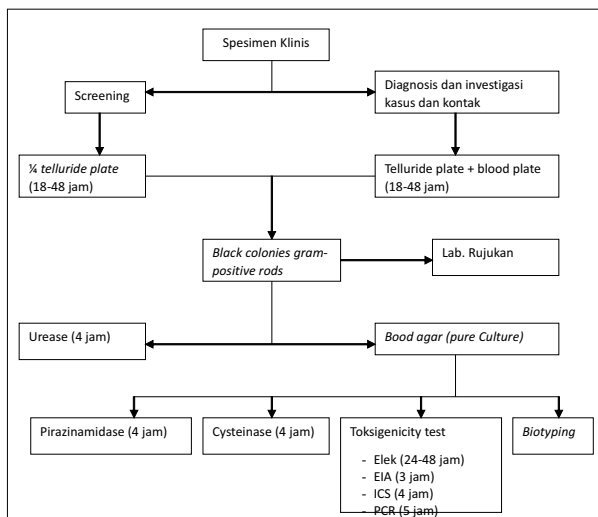 Spesimen Klinis
Screening
Diagnosis dan investigasi
kasus dan kontak
¼ telluride plate
(18-48 jam)
Telluride plate + blood plate
(18-48 jam)
Black colonies gram-
positive rods
Lab. Rujukan
Urease (4 jam)
Bood agar (pure Culture)
Pirazinamidase (4 jam)
Cysteinase (4 jam)
Toksigenicity test
- Elek (24-48 jam)
- EIA (3 jam)
- ICS (4 jam)
- PCR (5 jam)
Biotyping